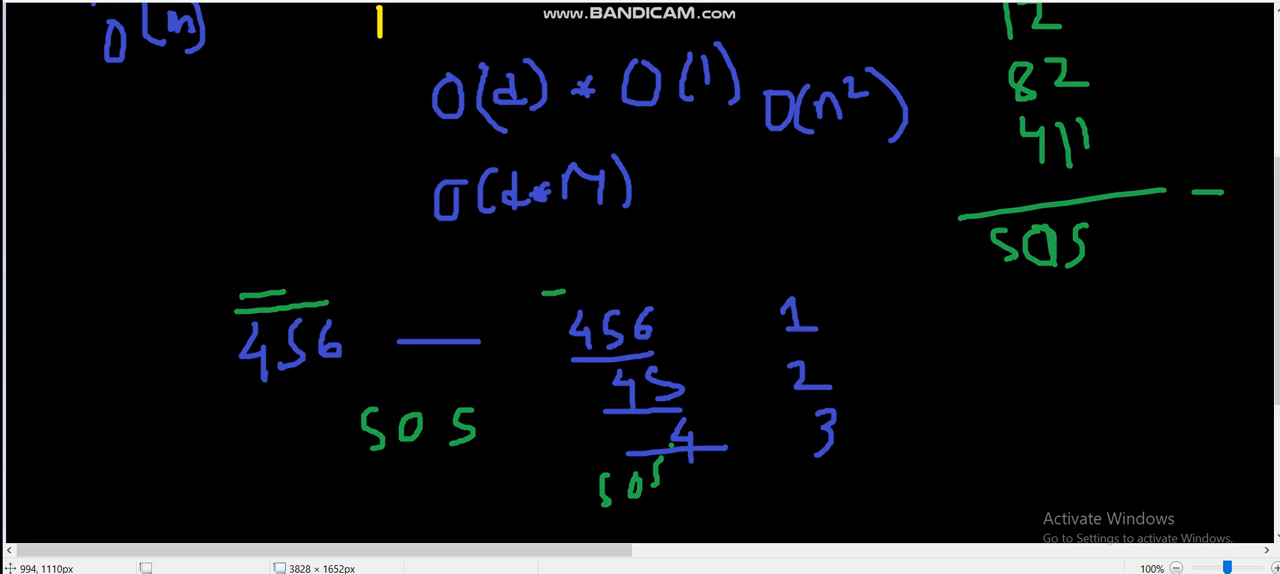 WWW.BANDICAM.COM
O(n)
12
O(d) * O(1) O(n²)
82
411
O(d*M)
505
456 — 456 1
45 2
505
4 3
505
Activate Windows
Go to Settings to activate Windows.
994, 1110px 3828 × 1652px 100%